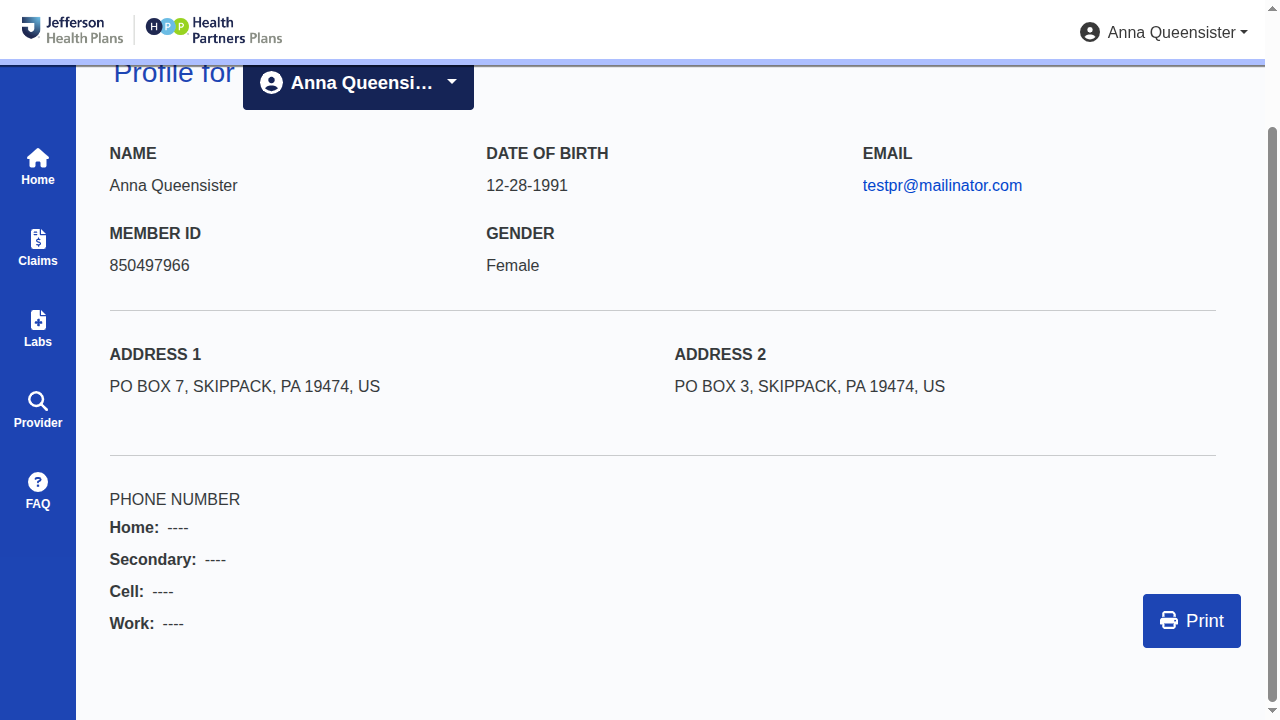 Jefferson
Health Plans
HPP
Health
Partners Plans
Anna Queensister
Profile for
Anna Queensi...
Home
Claims
Labs
Provider
FAQ
NAME
Anna Queensister
DATE OF BIRTH
12-28-1991
EMAIL
testpr@mailinator.com
MEMBER ID
850497966
GENDER
Female
ADDRESS 1
PO BOX 7, SKIPPACK, PA 19474, US
ADDRESS 2
PO BOX 3, SKIPPACK, PA 19474, US
PHONE NUMBER
Home: ----
Secondary: ----
Cell: ----
Work: ----
Print